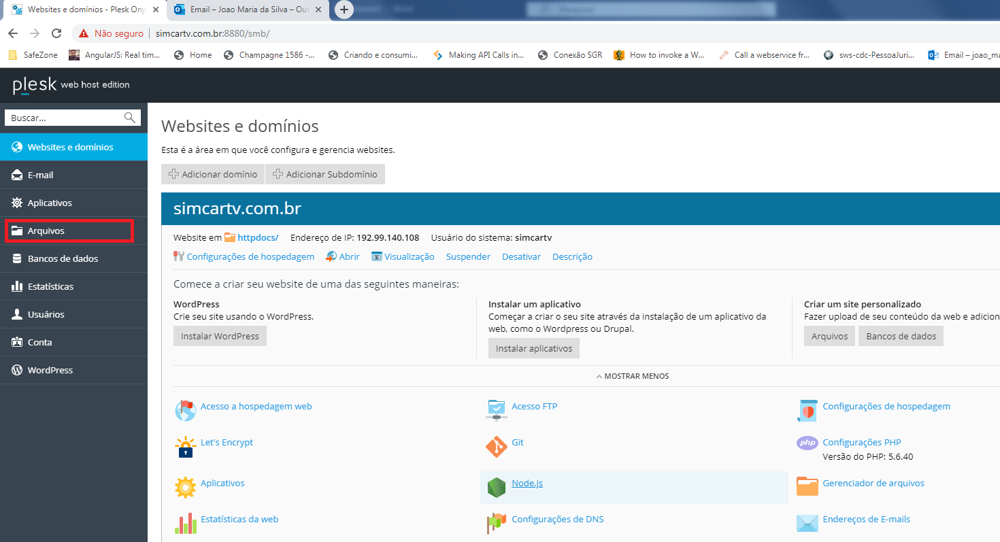 Websites e domínios - Plesk Ony
Email – Joao Maria da Silva – Out
Não seguro
simcartv.com.br:8880/smb/
SafeZone
AngularJS: Real tim...
Home
Champagne 1586 -...
Criando e consumi...
Making API Calls in...
Conexão SGR
How to invoke a W...
Call a webservice fr...
sws-cdc-PessoaJuri...
Email – joao_ma
plesk web host edition
Buscar...
Websites e domínios
E-mail
Aplicativos
Arquivos
Bancos de dados
Estatísticas
Usuários
Conta
WordPress
Websites e domínios
Esta é a área em que você configura e gerencia websites.
Adicionar domínio
Adicionar Subdomínio
simcartv.com.br
Website em httpdocs/ Endereço de IP: 192.99.140.108 Usuário do sistema: simcartv
Configurações de hospedagem Abrir Visualização Suspender Desativar Descrição
Comece a criar seu website de uma das seguintes maneiras:
WordPress
Crie seu site usando o WordPress.
Instalar WordPress
Instalar um aplicativo
Começar a criar o seu site através da instalação de um aplicativo da
web, como o Wordpress ou Drupal.
Instalar aplicativos
Criar um site personalizado
Fazer upload de seu conteúdo da web e adicion
Arquivos
Bancos de dados
MOSTRAR MENOS
Acesso a hospedagem web
Acesso FTP
Configurações de hospedagem
Let's Encrypt
Git
php
Configurações PHP
Versão do PHP: 5.6.40
Aplicativos
Node.js
Gerenciador de arquivos
Estatísticas da web
Configurações de DNS
Endereços de E-mails